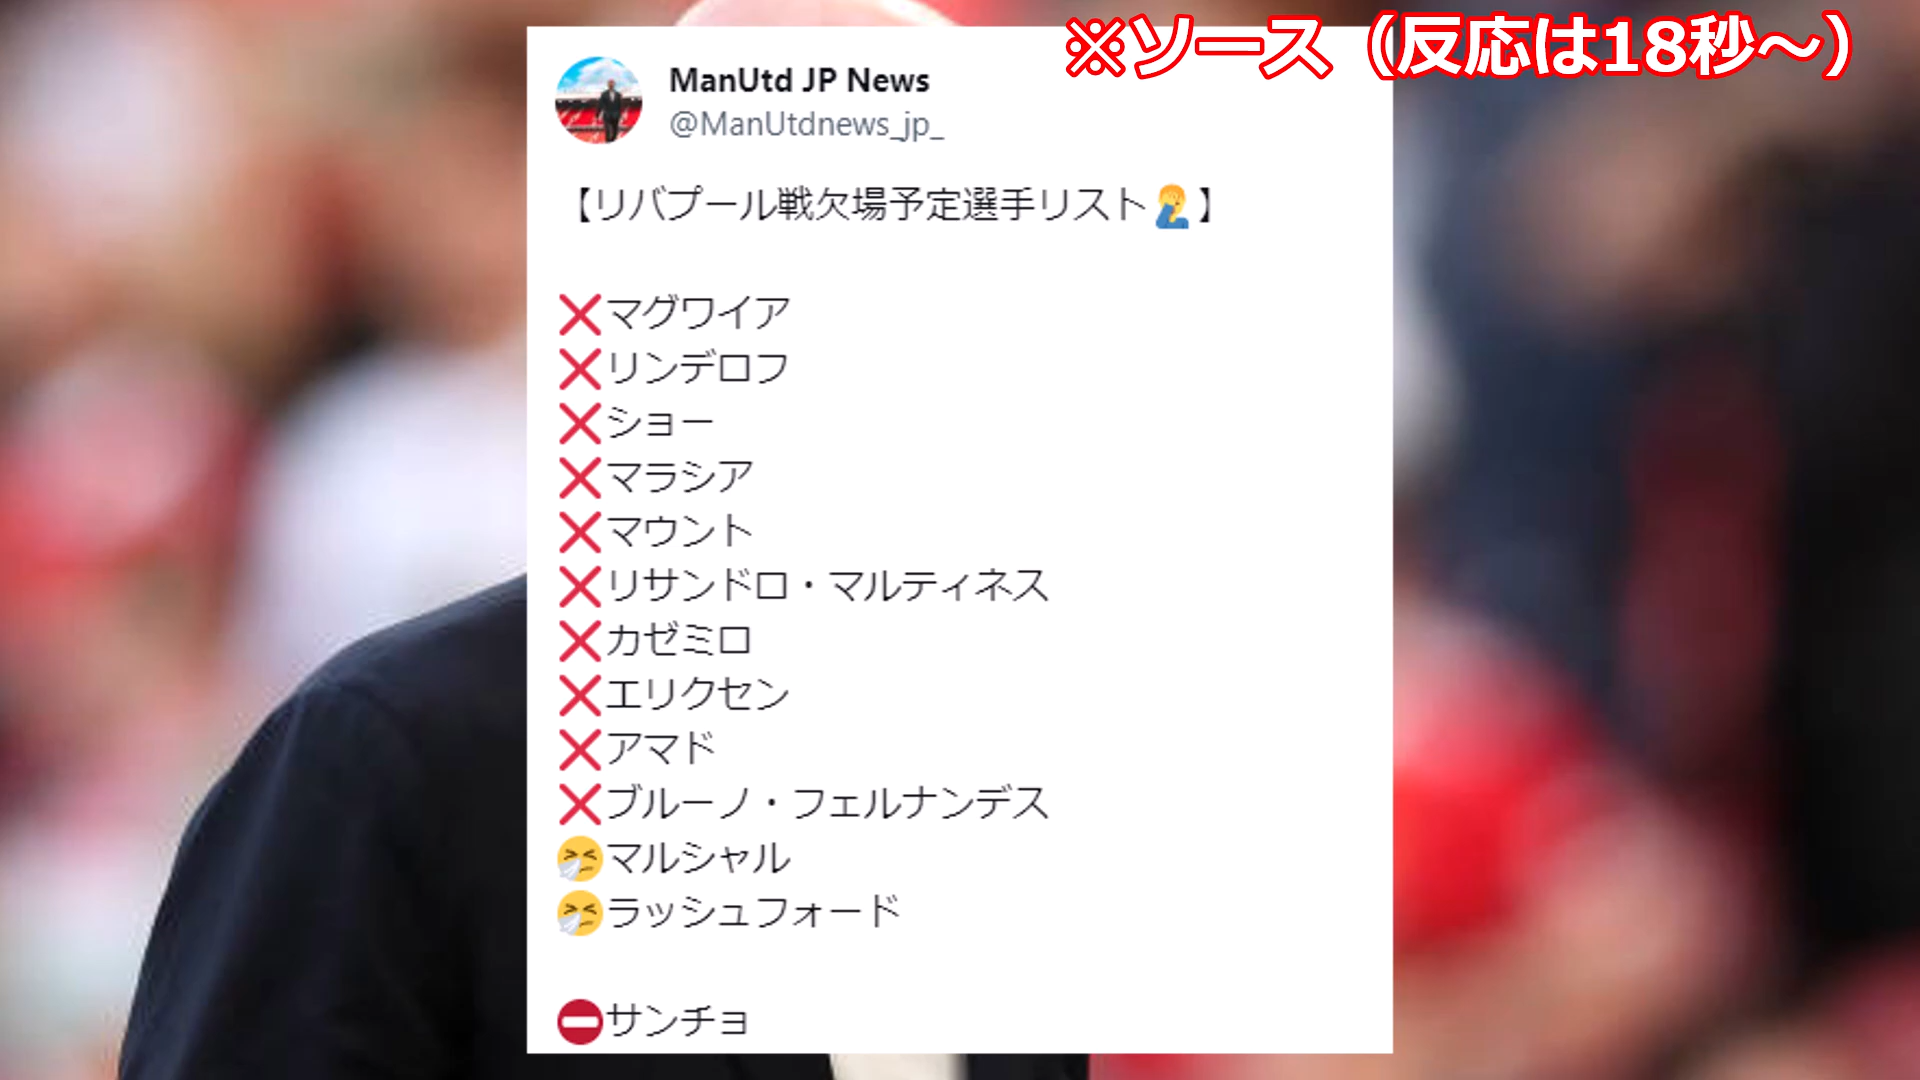 ※ソース（反応は18秒～）
ManUtd JP News
@ManUtdnews_jp_
【リバプール戦欠場予定選手リスト🤦‍♂️】
❌マグワイア
❌リンデロフ
❌ショー
❌マラシア
❌マウント
❌リサンドロ・マルティネス
❌カゼミロ
❌エリクセン
❌アマド
❌ブルーノ・フェルナンデス
🤧マルシャル
🤧ラッシュフォード
⛔サンチョ